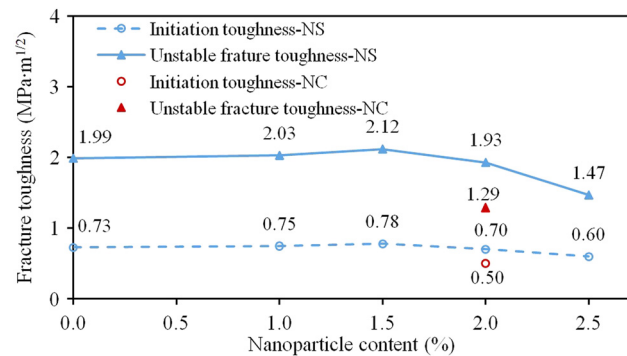 4
Initiation toughness-NS
Unstable frature toughness-NS
3
Initiation toughness-NC
Unstable fracture toughness-NC
1.99 2.03 2.12 1.93
2
1.47
1.29
0.73 0.75 0.78 0.70 0.60
1
0.50
0
0.0 0.5 1.0 1.5 2.0 2.5
Nanoparticle content (%)
Fracture toughness (MPa·m^{1/2})